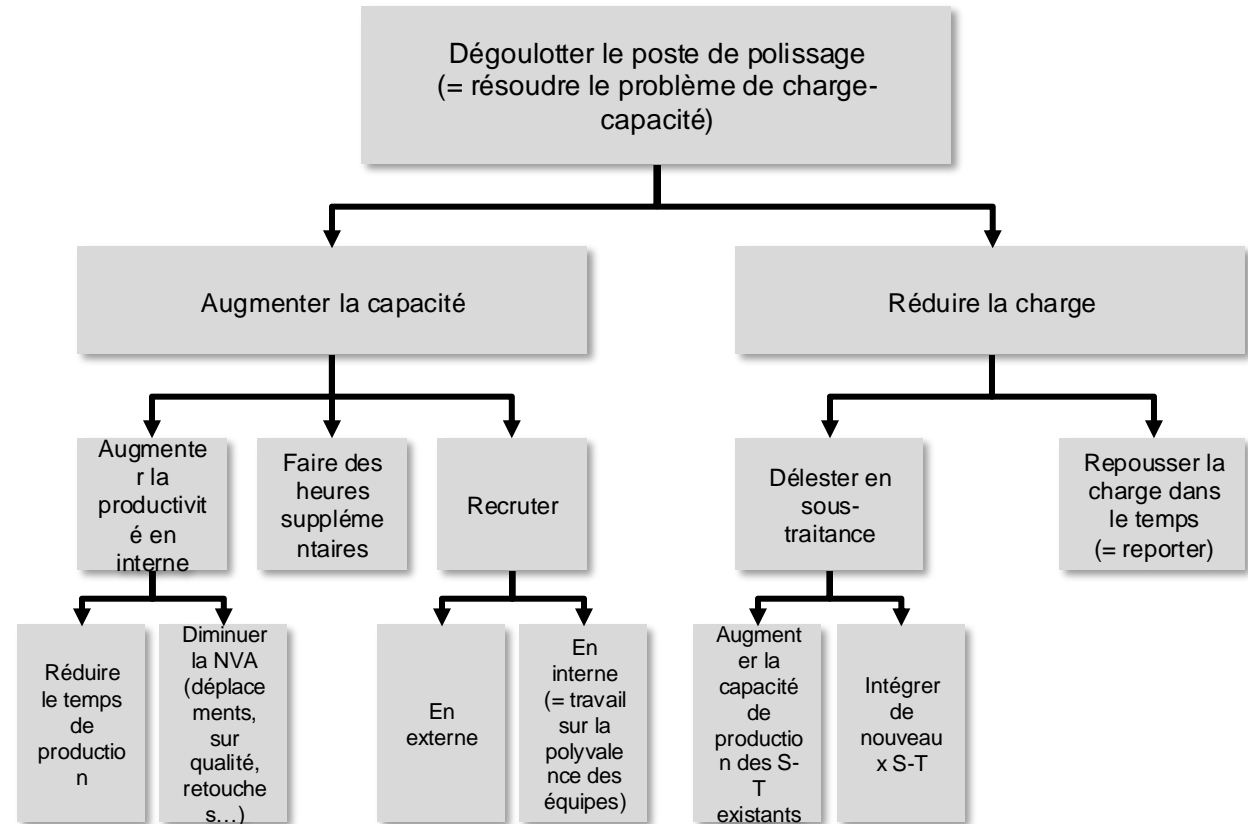 Dégoulotter le poste de polissage
(= résoudre le problème de charge-
capacité)
Augmenter la capacité
Réduire la charge
Augmente
r la
productivit
é en
interne
Faire des
heures
suppléme
ntaires
Recruter
Délester en
sous-
traitance
Repousser la
charge dans
le temps
(= reporter)
Réduire
le temps
de
productio
n
Diminuer
la NVA
(déplace
ments,
sur
qualité,
retouche
s…)
En
externe
En
interne
(= travail
sur la
polyvale
nce des
équipes)
Augment
er la
capacité
de
productio
n des S-
T
existants
Intégrer
de
nouveau
x S-T